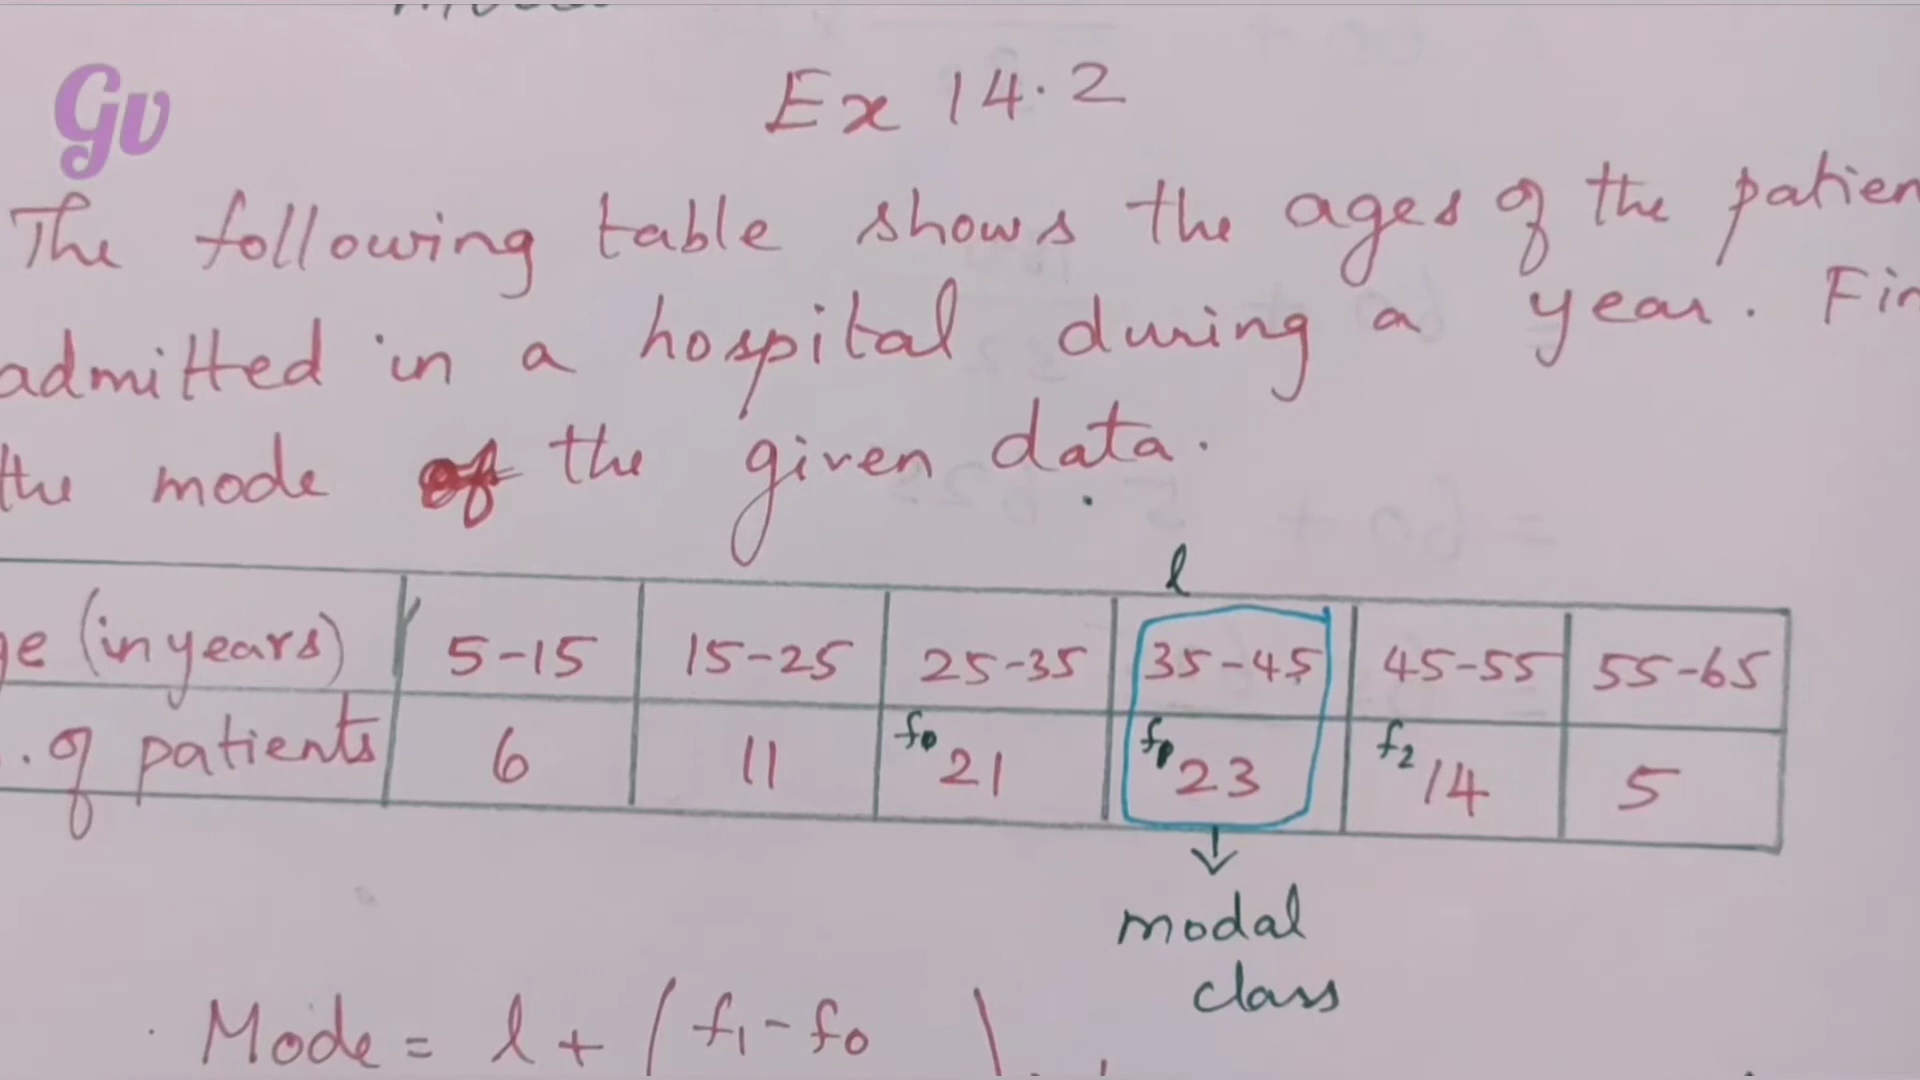 Gv
Ex 14.2
The following table shows the ages of the patien
admitted in a hospital during a year. Fin
the mode of the given data.
l
ge (in years) 5-15 15-25 25-35 35-45 45-55 55-65
. of patients 6 11 f0 21 f1 23 f2 14 5
modal
class
Mode = l + ( f1 - f0 )